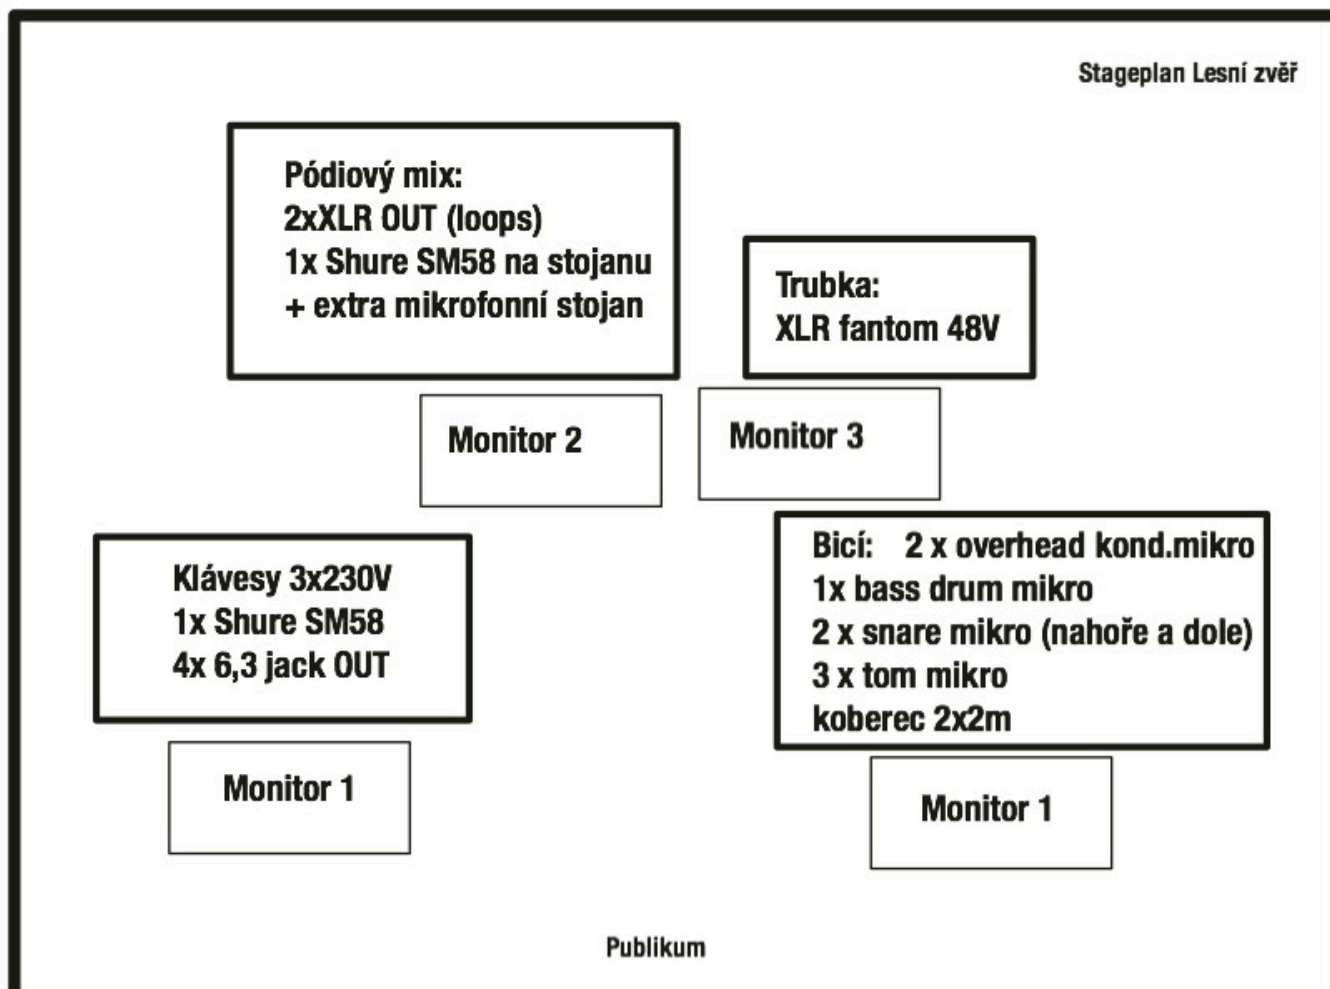 Stageplan Lesní zvěř
Pódiový mix:
2xXLR OUT (loops)
1x Shure SM58 na stojanu
+ extra mikrofonní stojan
Trubka:
XLR fantom 48V
Monitor 2
Monitor 3
Klávesy 3x230V
1x Shure SM58
4x 6,3 jack OUT
Bicí: 2 x overhead kond.mikro
1x bass drum mikro
2 x snare mikro (nahoře a dole)
3 x tom mikro
koberec 2x2m
Monitor 1
Monitor 1
Publikum